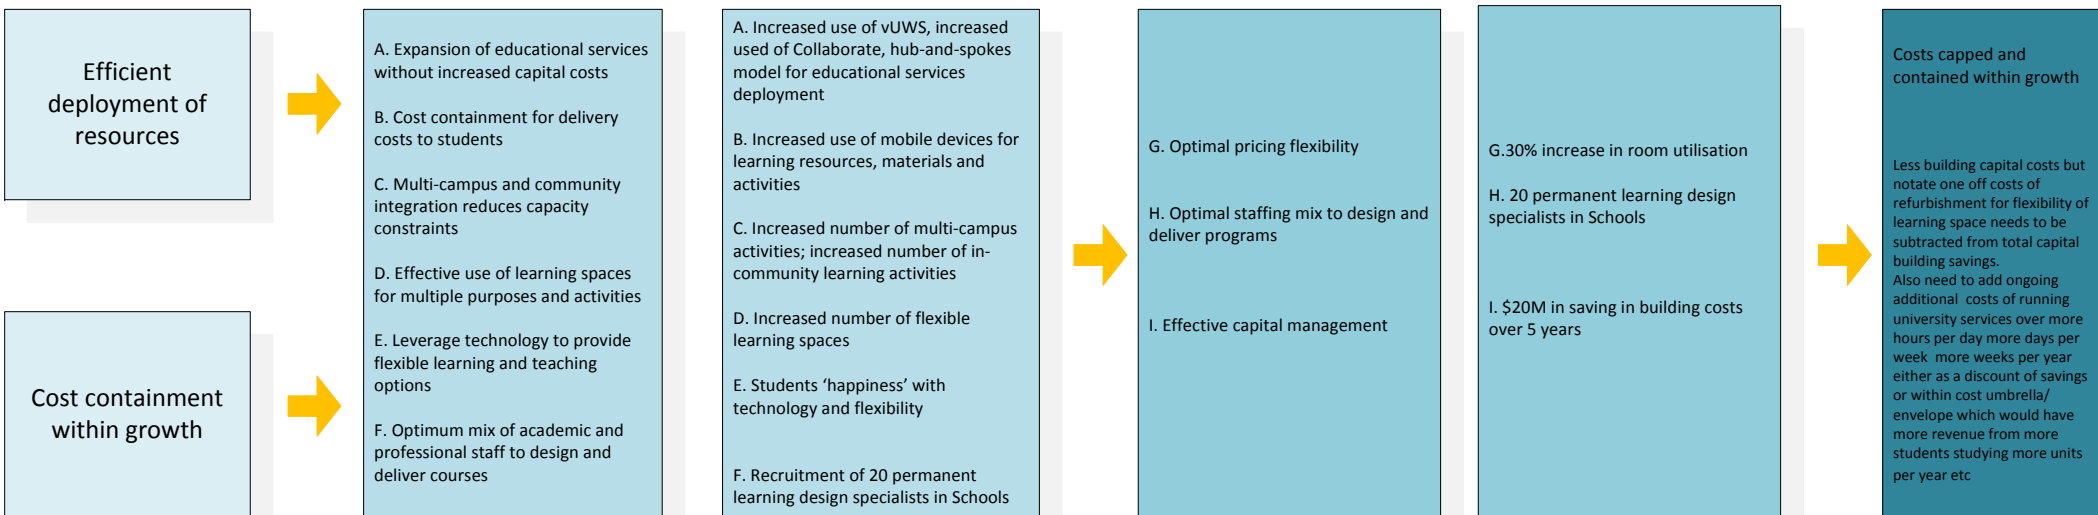 Efficient
deployment of
resources
Cost containment
within growth
A. Expansion of educational services
without increased capital costs
B. Cost containment for delivery
costs to students
C. Multi-campus and community
integration reduces capacity
constraints
D. Effective use of learning spaces
for multiple purposes and activities
E. Leverage technology to provide
flexible learning and teaching
options
F. Optimum mix of academic and
professional staff to design and
deliver courses
A. Increased use of vUWS, increased
used of Collaborate, hub-and-spokes
model for educational services
deployment
B. Increased use of mobile devices for
learning resources, materials and
activities
C. Increased number of multi-campus
activities; increased number of in-
community learning activities
D. Increased number of flexible
learning spaces
E. Students ‘happiness’ with
technology and flexibility
F. Recruitment of 20 permanent
learning design specialists in Schools
G. Optimal pricing flexibility
H. Optimal staffing mix to design and
deliver programs
I. Effective capital management
G.30% increase in room utilisation
H. 20 permanent learning design
specialists in Schools
I. $20M in saving in building costs
over 5 years
Costs capped and
contained within growth
Less building capital costs but
notate one off costs of
refurbishment for flexibility of
learning space needs to be
subtracted from total capital
building savings.
Also need to add ongoing
additional costs of running
university services over more
hours per day more days per
week more weeks per year
either as a discount of savings
or within cost umbrella/
envelope which would have
more revenue from more
students studying more units
per year etc